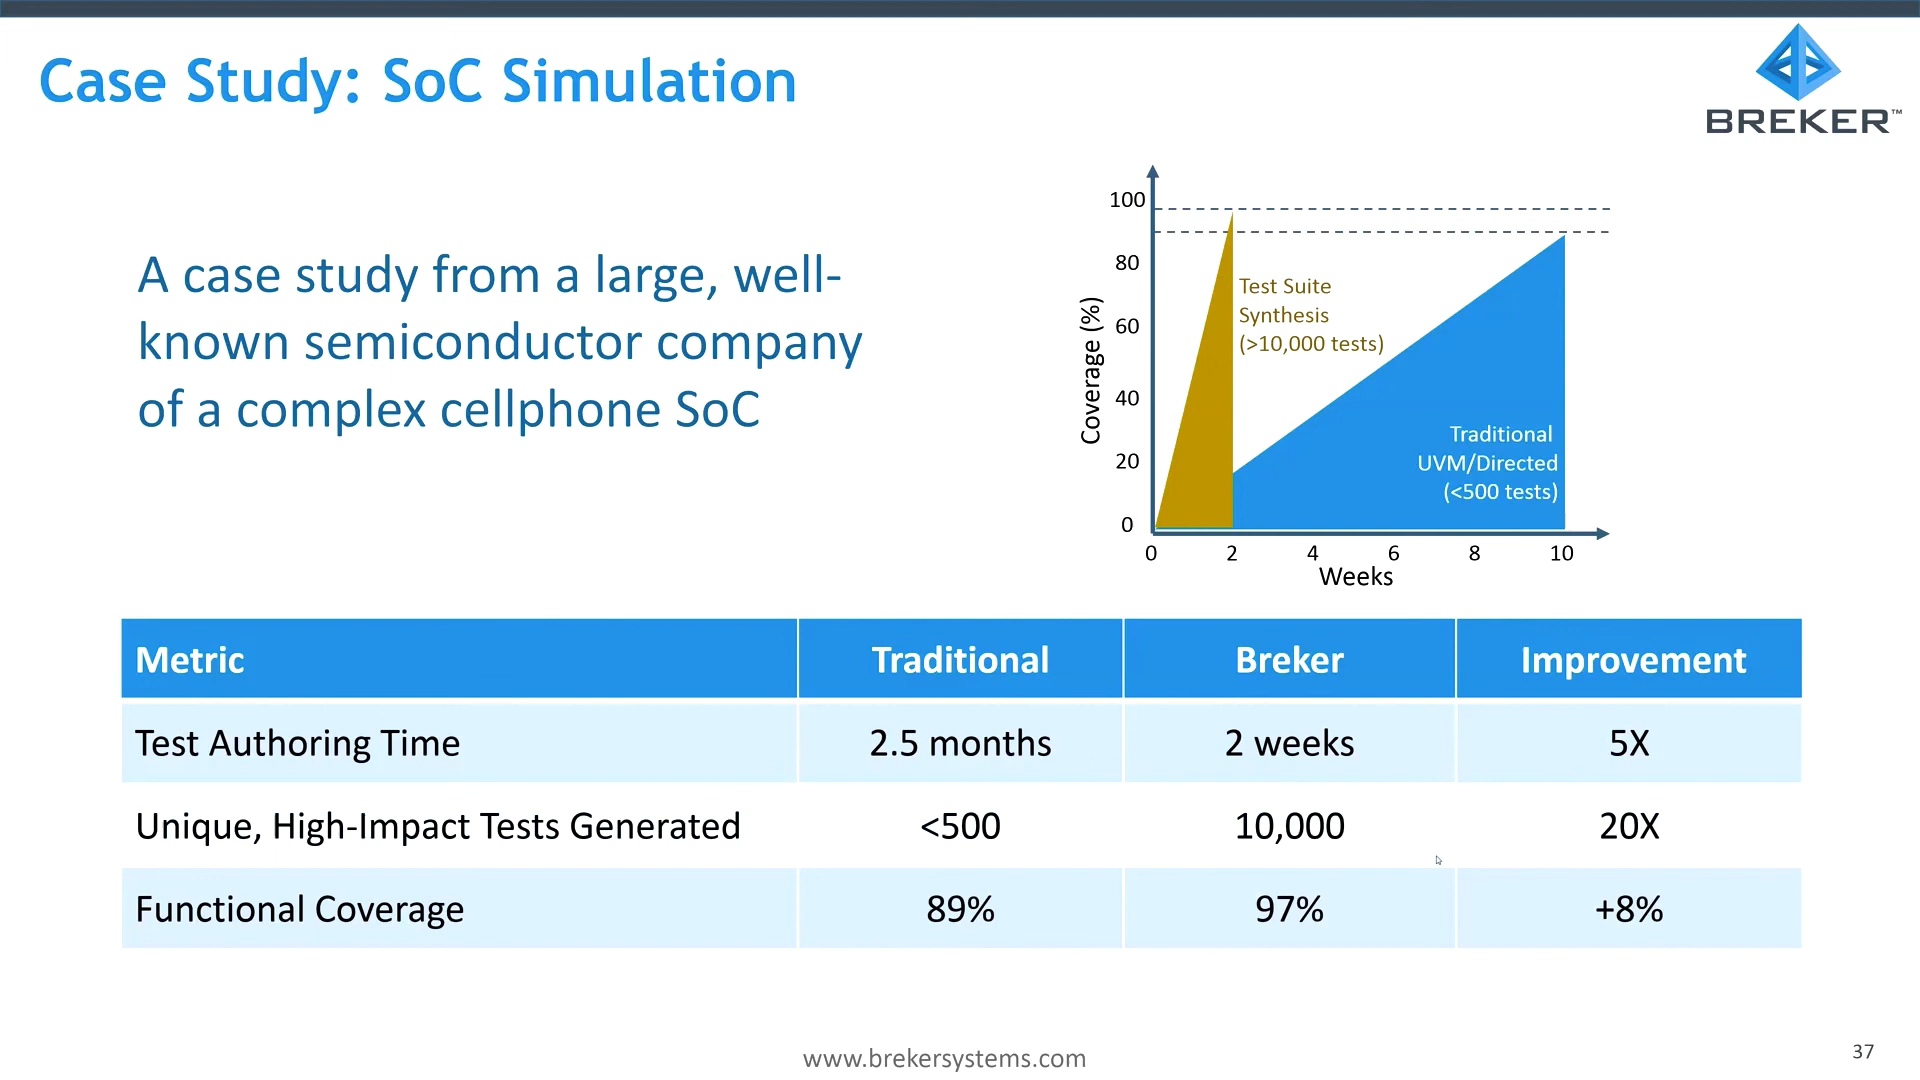 Case Study: SoC Simulation
BREKER™
A case study from a large, well-
known semiconductor company
of a complex cellphone SoC
Coverage (%)
100
80
60
40
20
0
Test Suite
Synthesis
(>10,000 tests)
Traditional
UVM/Directed
(<500 tests)
0 2 4 6 8 10
Weeks
Metric Traditional Breker Improvement
Test Authoring Time 2.5 months 2 weeks 5X
Unique, High-Impact Tests Generated <500 10,000 20X
Functional Coverage 89% 97% +8%
www.brekersystems.com
37